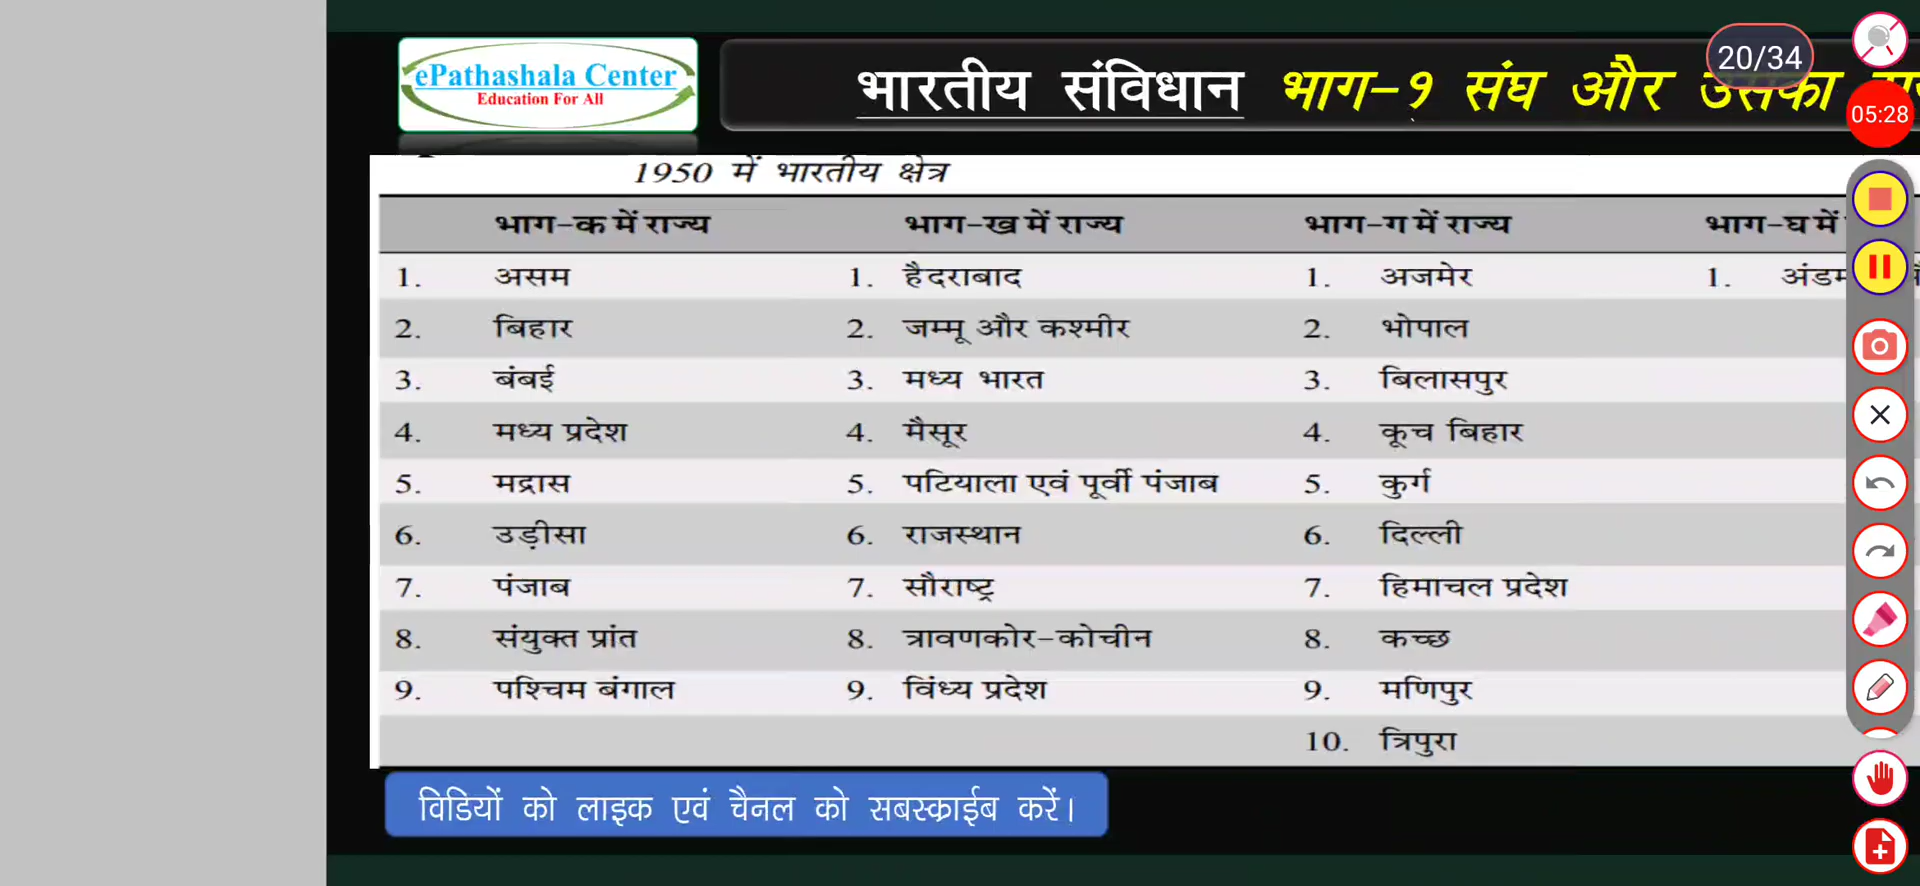 ePathashala Center
Education For All
भारतीय संविधान भाग-१ संघ और उसका
20/34
05:28
1950 में भारतीय क्षेत्र
भाग-क में राज्य भाग-ख में राज्य भाग-ग में राज्य भाग-घ में
1. असम 1. हैदराबाद 1. अजमेर 1.
2. बिहार 2. जम्मू और कश्मीर 2. भोपाल
3. बंबई 3. मध्य भारत 3. बिलासपुर
4. मध्य प्रदेश 4. मैसूर 4. कूच बिहार
5. मद्रास 5. पटियाला एवं पूर्वी पंजाब 5. कुर्ग
6. उड़ीसा 6. राजस्थान 6. दिल्ली
7. पंजाब 7. सौराष्ट्र 7. हिमाचल प्रदेश
8. संयुक्त प्रांत 8. त्रावणकोर-कोचीन 8. कच्छ
9. पश्चिम बंगाल 9. विंध्य प्रदेश 9. मणिपुर
10. त्रिपुरा
विडियों को लाइक एवं चैनल को सबस्क्राईब करें।